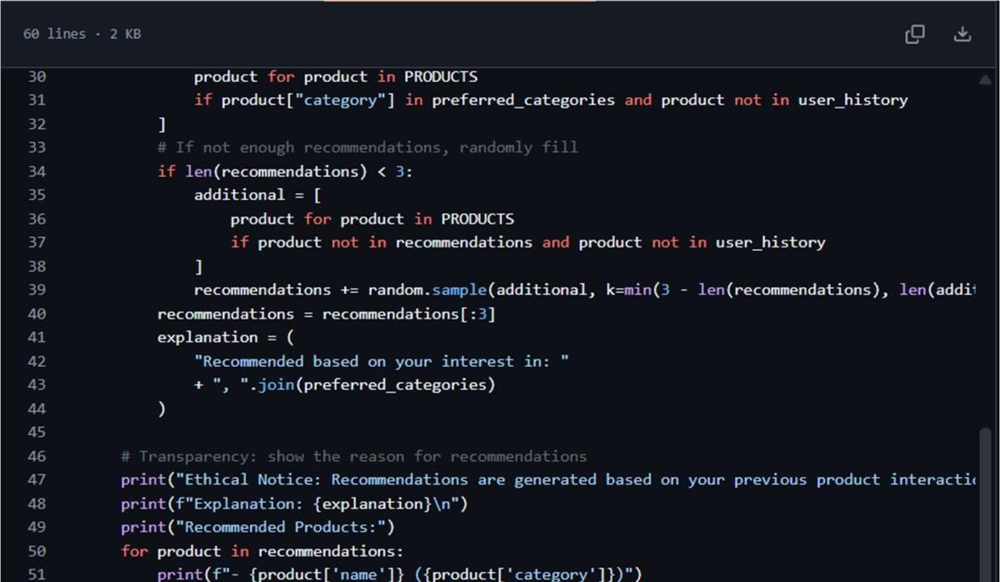 60 lines · 2 KB
30 product for product in PRODUCTS
31 if product["category"] in preferred_categories and product not in user_history
32 ]
33 # If not enough recommendations, randomly fill
34 if len(recommendations) < 3:
35 additional = [
36 product for product in PRODUCTS
37 if product not in recommendations and product not in user_history
38 ]
39 recommendations += random.sample(additional, k=min(3 - len(recommendations), len(addit
40 recommendations = recommendations[:3]
41 explanation = (
42 "Recommended based on your interest in: "
43 + ", ".join(preferred_categories)
44 )
45
46 # Transparency: show the reason for recommendations
47 print("Ethical Notice: Recommendations are generated based on your previous product interactio
48 print(f"Explanation: {explanation}\n")
49 print("Recommended Products:")
50 for product in recommendations:
51 print(f"- {product['name']} ({product['category']})")